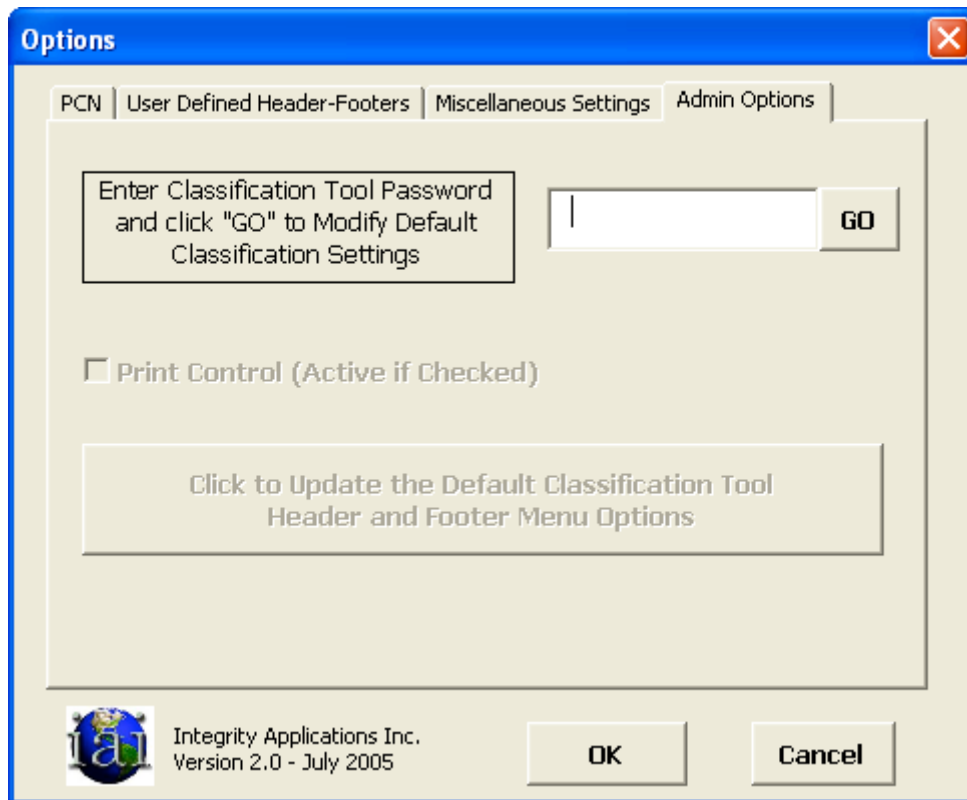 Options
PCN
User Defined Header-Footers
Miscellaneous Settings
Admin Options
Enter Classification Tool Password
and click "GO" to Modify Default
Classification Settings
GO
Print Control (Active if Checked)
Click to Update the Default Classification Tool
Header and Footer Menu Options
iai
Integrity Applications Inc.
Version 2.0 - July 2005
OK
Cancel